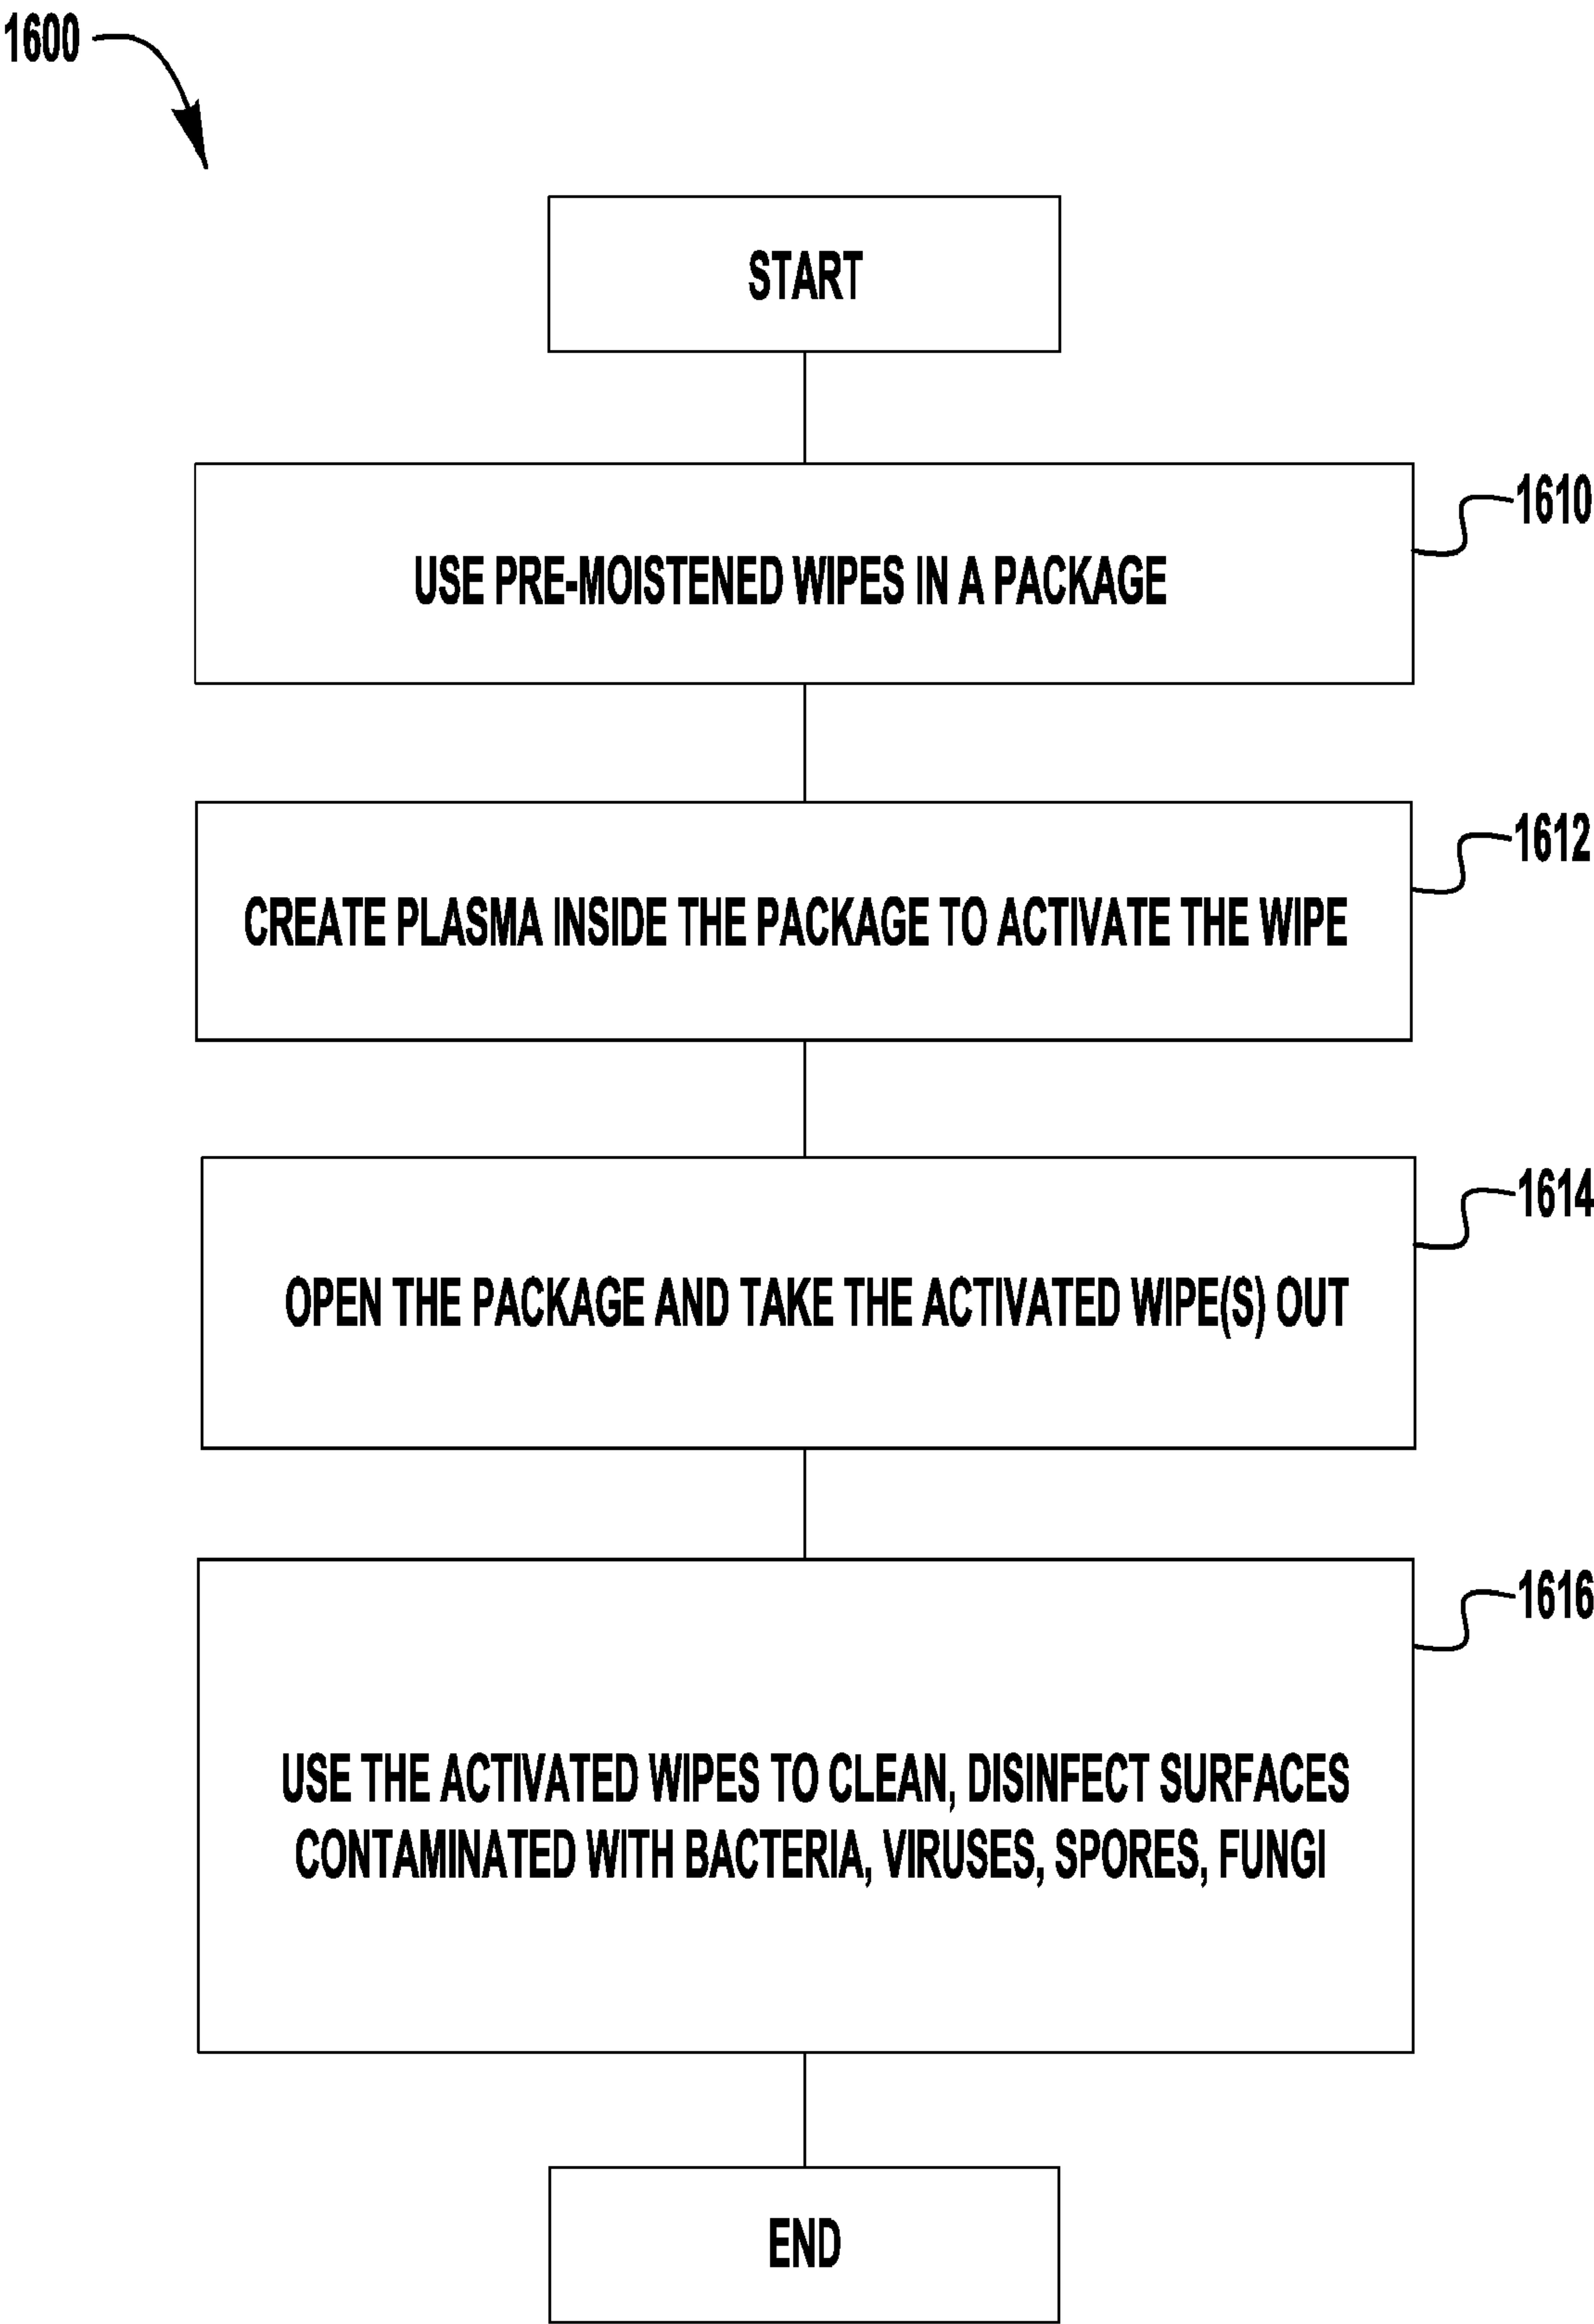 1600
START
1610
USE PRE-MOISTENED WIPES IN A PACKAGE
1612
CREATE PLASMA INSIDE THE PACKAGE TO ACTIVATE THE WIPE
1614
OPEN THE PACKAGE AND TAKE THE ACTIVATED WIPE(S) OUT
1616
USE THE ACTIVATED WIPES TO CLEAN, DISINFECT SURFACES
CONTAMINATED WITH BACTERIA, VIRUSES, SPORES, FUNGI
END